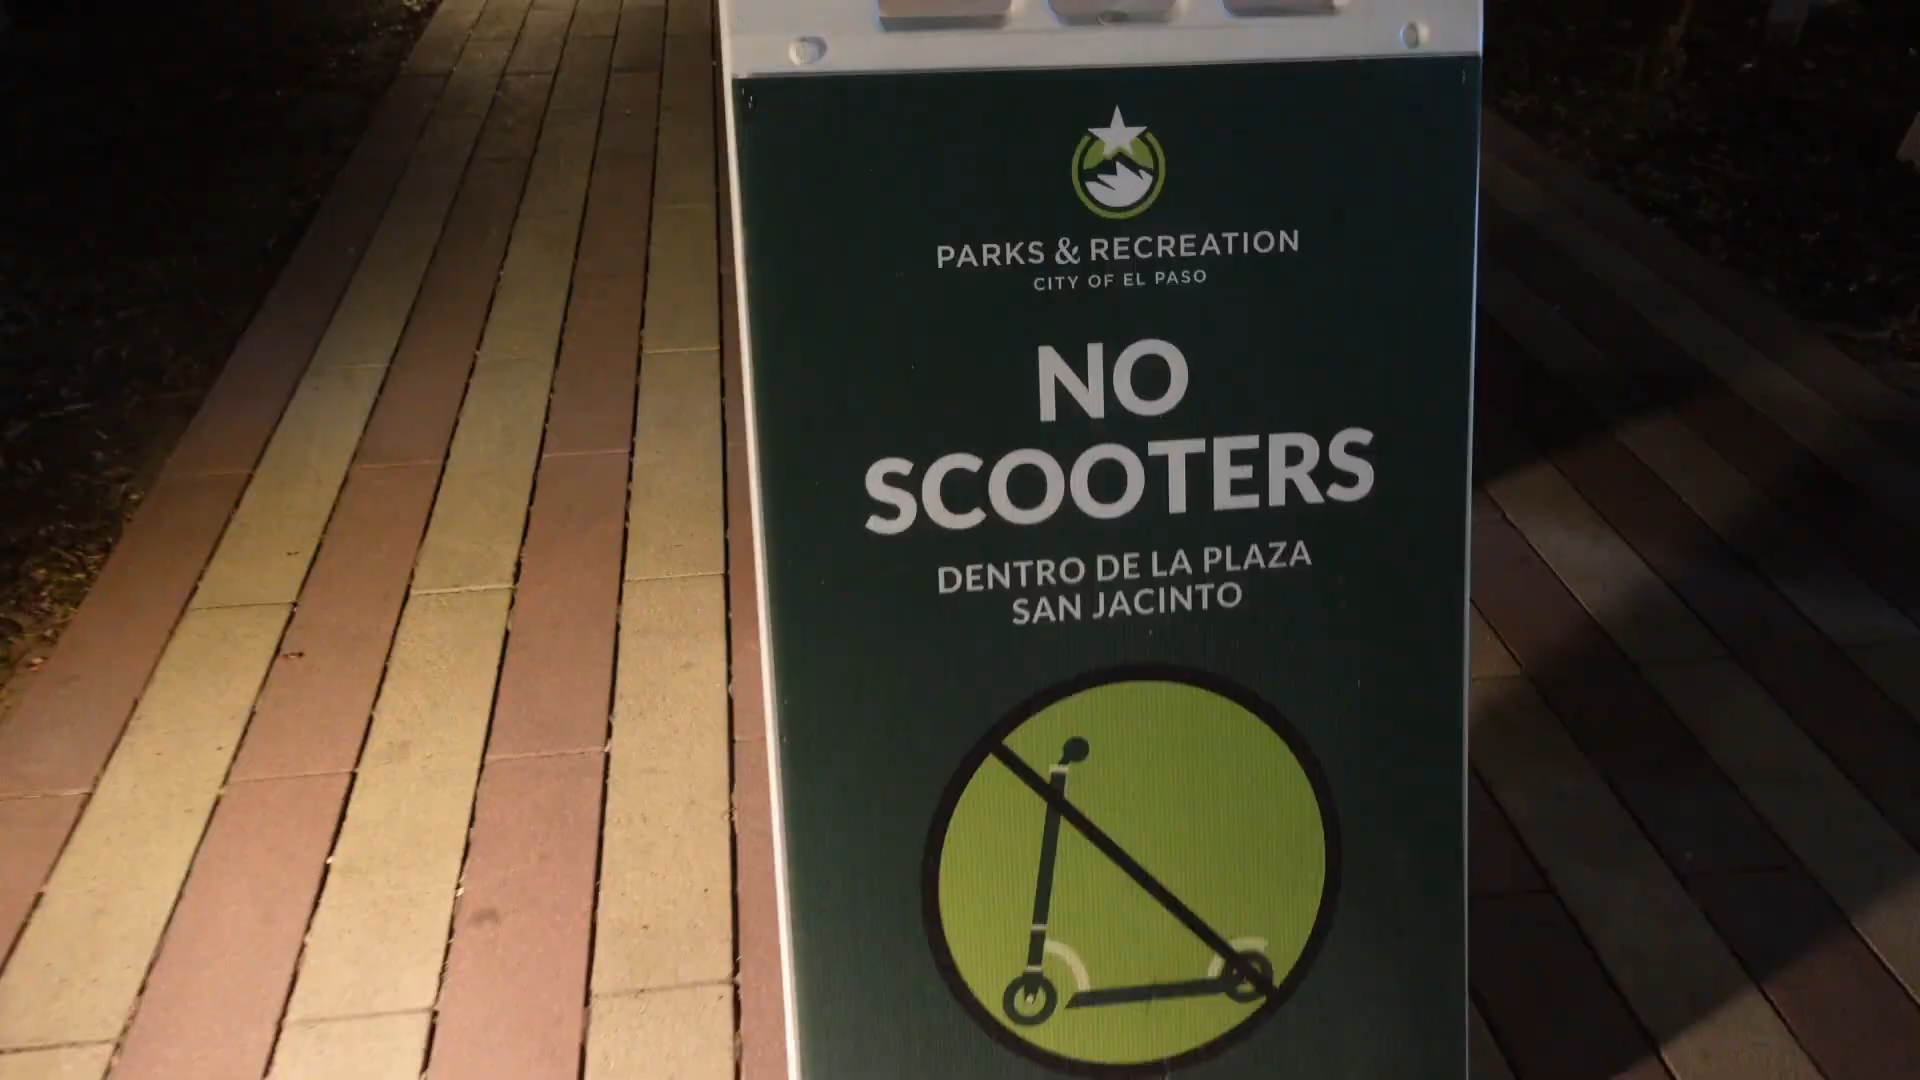 PARKS & RECREATION
CITY OF EL PASO
NO
SCOOTERS
DENTRO DE LA PLAZA
SAN JACINTO